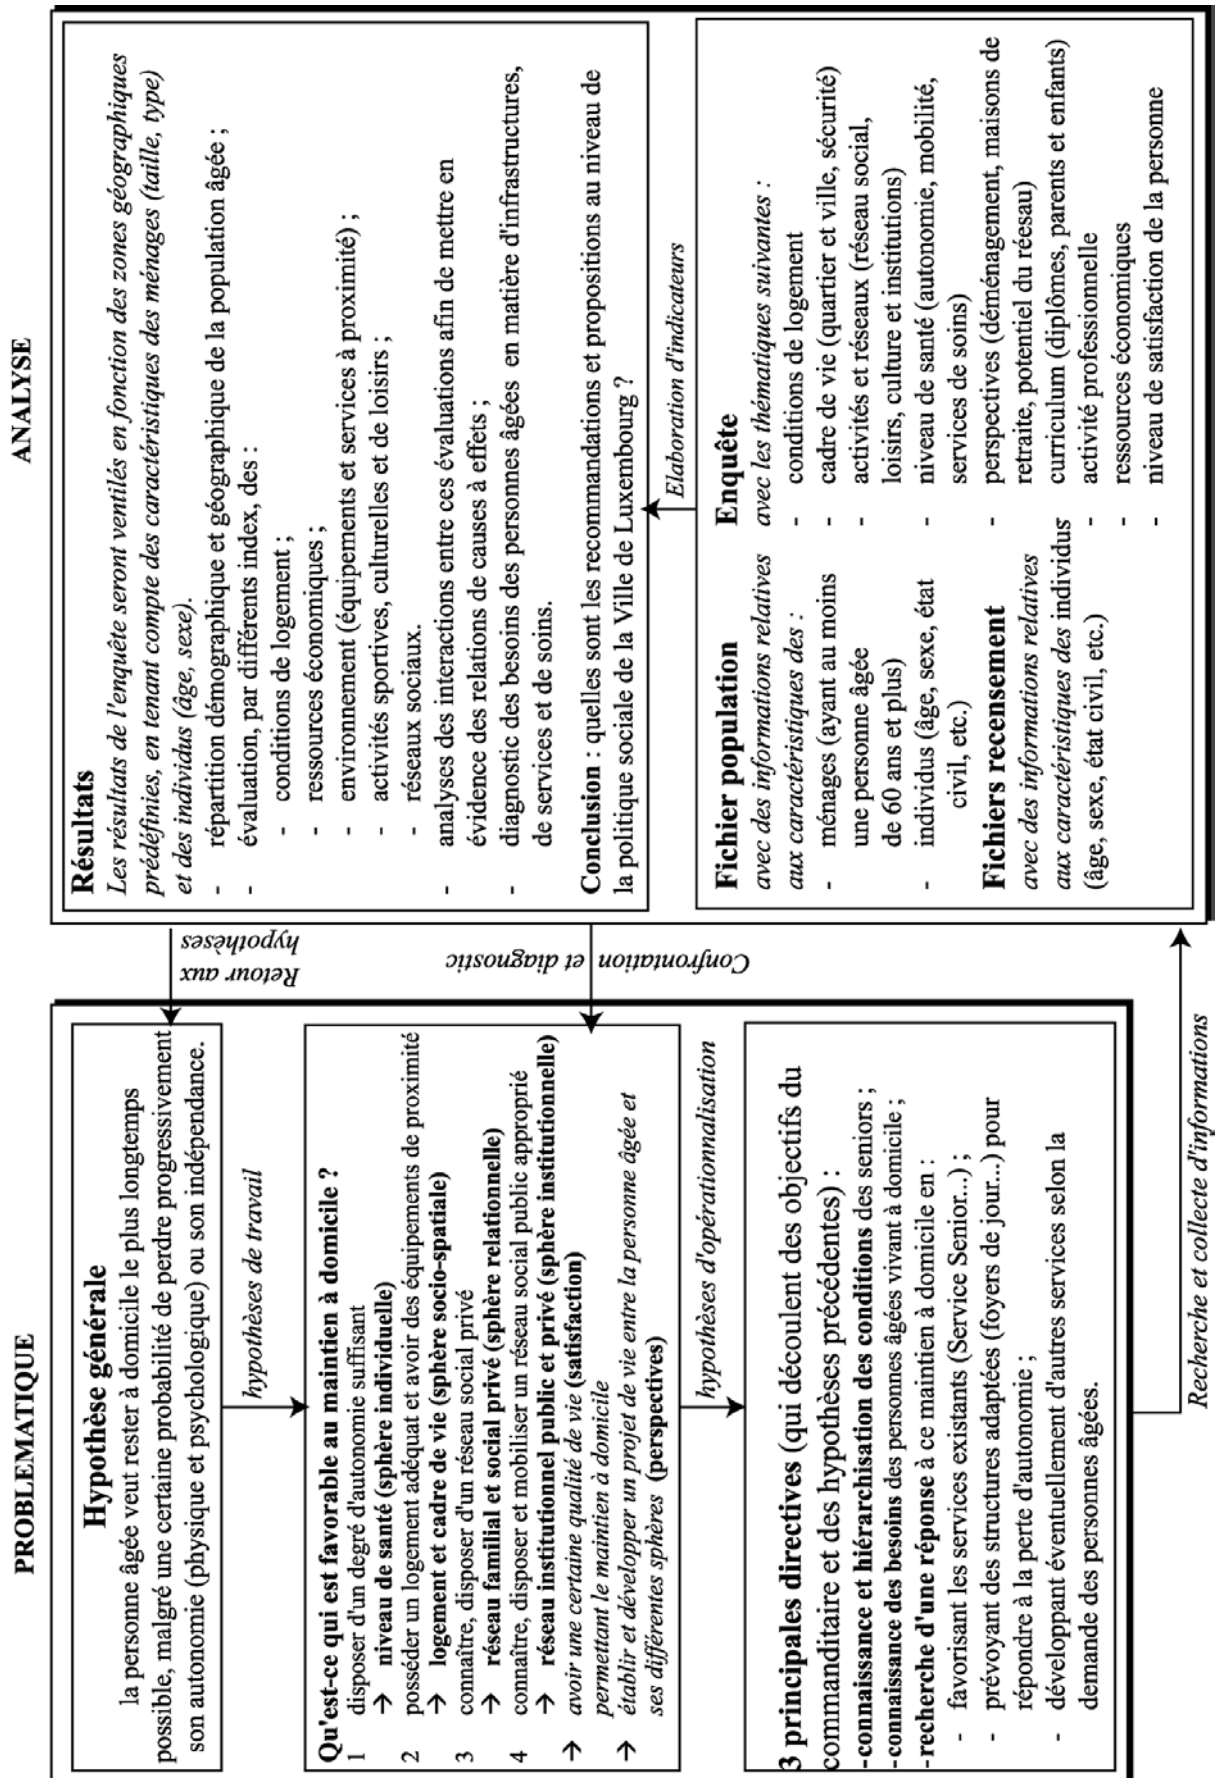 PROBLEMATIQUE
Hypothèse générale
la personne âgée veut rester à domicile le plus longtemps
possible, malgré une certaine probabilité de perdre progressivement
son autonomie (physique et psychologique) ou son indépendance.
hypothèses de travail
Qu'est-ce qui est favorable au maintien à domicile ?
1 disposer d'un degré d'autonomie suffisant
→ niveau de santé (sphère individuelle)
2 posséder un logement adéquat et avoir des équipements de proximité
→ logement et cadre de vie (sphère socio-spatiale)
3 connaître, disposer d'un réseau social privé
→ réseau familial et social privé (sphère relationnelle)
4 connaître, disposer et mobiliser un réseau social public approprié
→ réseau institutionnel public et privé (sphère institutionnelle)
→ avoir une certaine qualité de vie (satisfaction)
permettant le maintien à domicile
→ établir et développer un projet de vie entre la personne âgée et
ses différentes sphères (perspectives)
hypothèses d'opérationnalisation
3 principales directives (qui découlent des objectifs du
commanditaire et des hypothèses précédentes) :
-connaissance et hiérarchisation des conditions des seniors ;
-connaissance des besoins des personnes âgées vivant à domicile ;
-recherche d'une réponse à ce maintien à domicile en :
- favorisant les services existants (Service Senior...) ;
- prévoyant des structures adaptées (foyers de jour...) pour
répondre à la perte d'autonomie ;
- développant éventuellement d'autres services selon la
demande des personnes âgées.
Retour aux
hypothèses
Confrontation et diagnostic
Recherche et collecte d'informations
ANALYSE
Résultats
Les résultats de l'enquête seront ventilés en fonction des zones géographiques
prédéfinies, en tenant compte des caractéristiques des ménages (taille, type)
et des individus (âge, sexe).
- répartition démographique et géographique de la population âgée ;
- évaluation, par différents index, des :
- conditions de logement ;
- ressources économiques ;
- environnement (équipements et services à proximité) ;
- activités sportives, culturelles et de loisirs ;
- réseaux sociaux.
- analyses des interactions entre ces évaluations afin de mettre en
évidence des relations de causes à effets ;
- diagnostic des besoins des personnes âgées en matière d'infrastructures,
de services et de soins.
Conclusion : quelles sont les recommandations et propositions au niveau de
la politique sociale de la Ville de Luxembourg ?
Elaboration d'indicateurs
Fichier population
avec des informations relatives
aux caractéristiques des :
- ménages (ayant au moins
une personne âgée
de 60 ans et plus)
- individus (âge, sexe, état
civil, etc.)
Fichiers recensement
avec des informations relatives
aux caractéristiques des individus
(âge, sexe, état civil, etc.)
Enquête
avec les thématiques suivantes :
- conditions de logement
- cadre de vie (quartier et ville, sécurité)
- activités et réseaux (réseau social,
loisirs, culture et institutions)
- niveau de santé (autonomie, mobilité,
services de soins)
- perspectives (déménagement, maisons de
retraite, potentiel du réesau)
- curriculum (diplômes, parents et enfants)
- activité professionnelle
- ressources économiques
- niveau de satisfaction de la personne